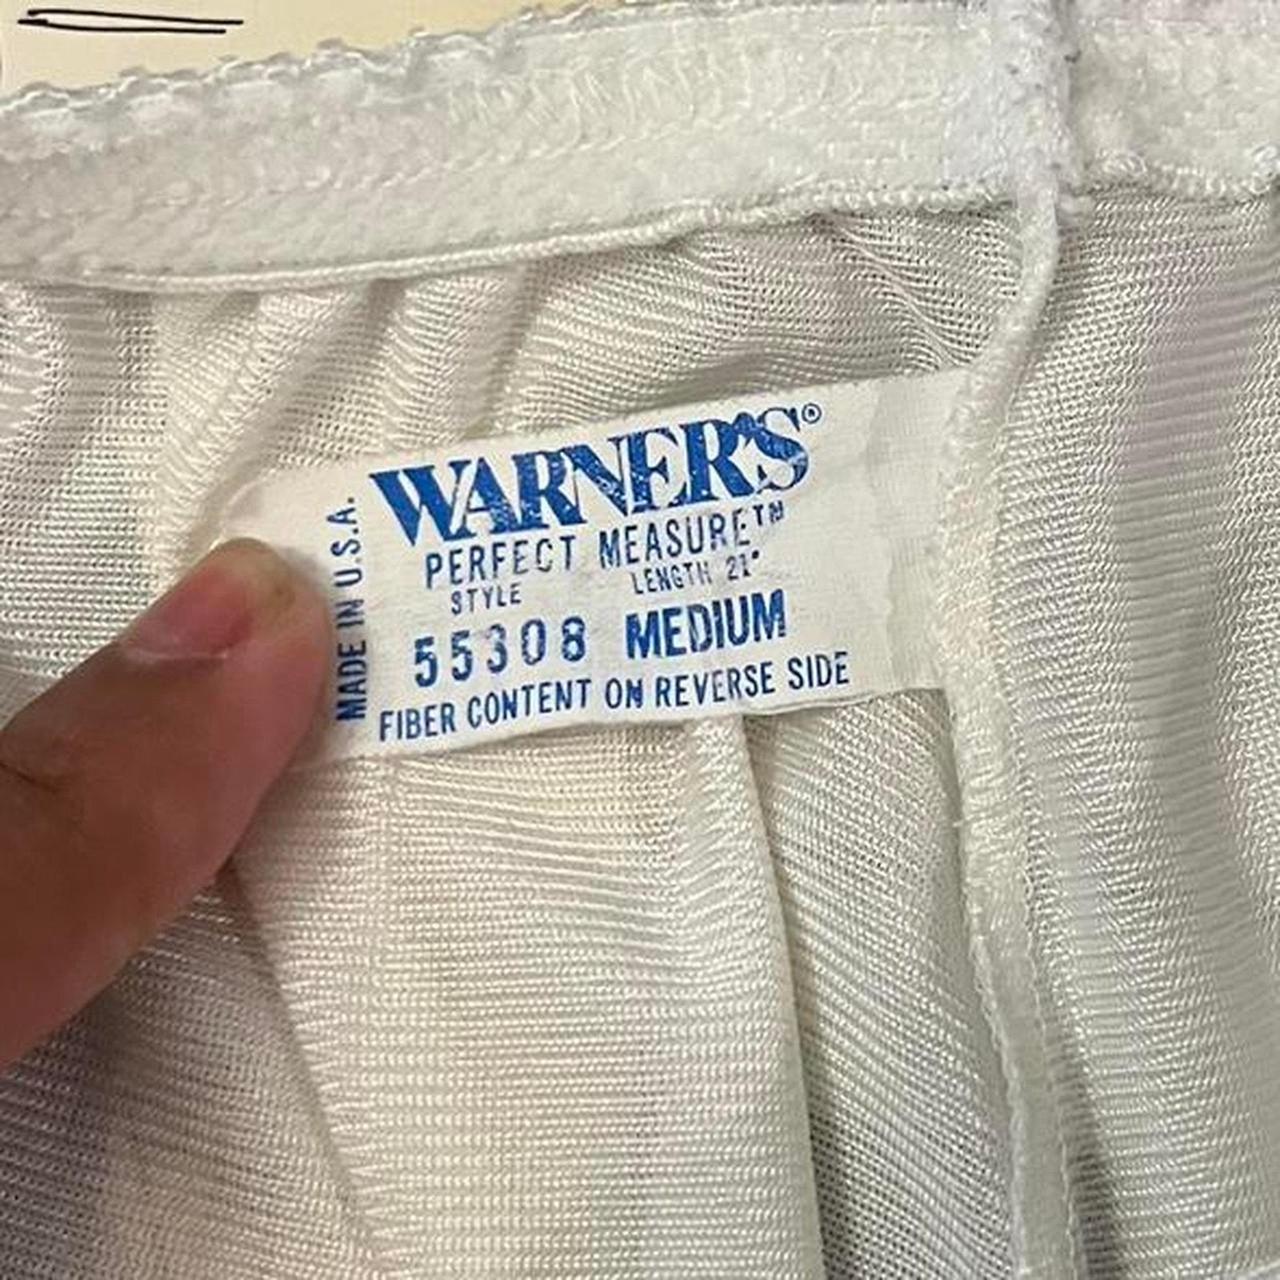 WARNER'S®
PERFECT MEASURE™
STYLE LENGTH 21"
55308 MEDIUM
FIBER CONTENT ON REVERSE SIDE
MADE IN U.S.A.